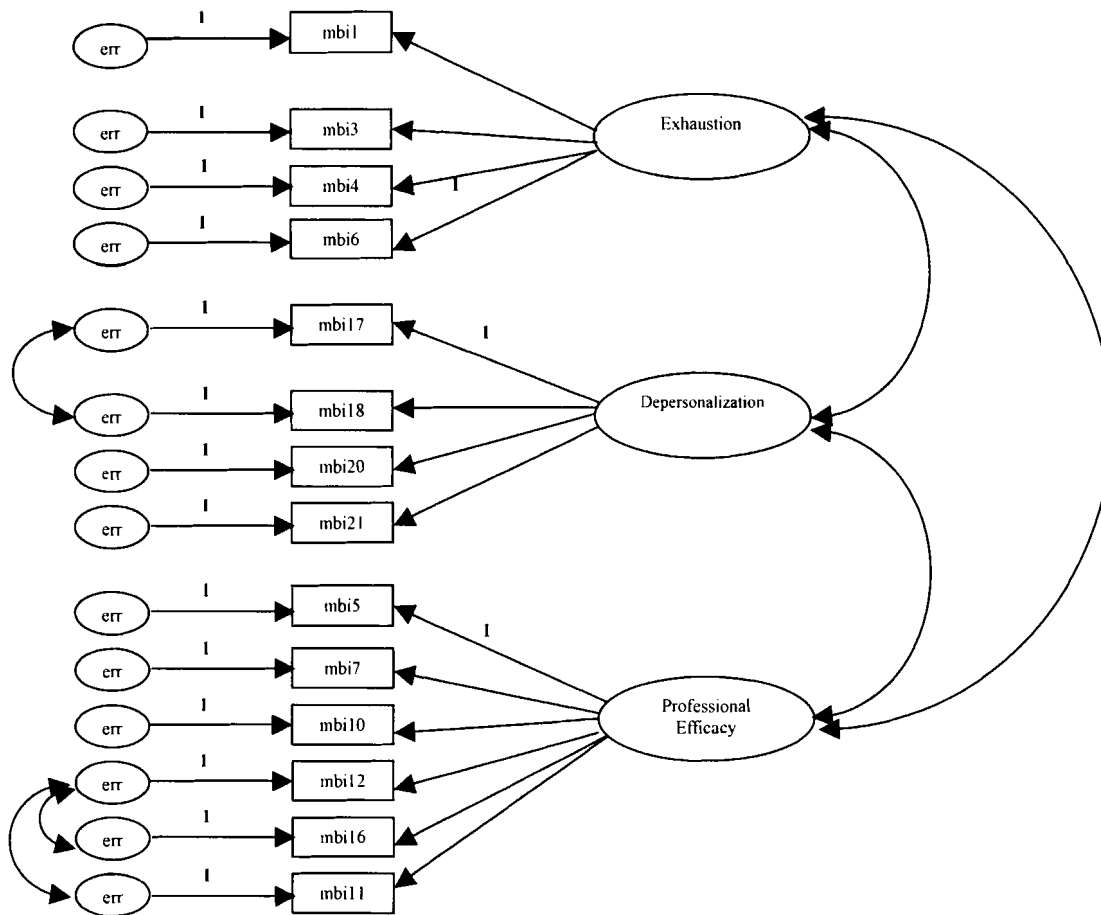 1
err
mbi1
Exhaustion
1
err
mbi3
1
err
mbi4
1
1
err
mbi6
1
err
mbi17
1
Depersonalization
1
err
mbi18
1
err
mbi20
1
err
mbi21
1
err
mbi5
1
1
err
mbi7
Professional
Efficacy
1
err
mbi10
1
err
mbi12
1
err
mbi16
1
err
mbi11